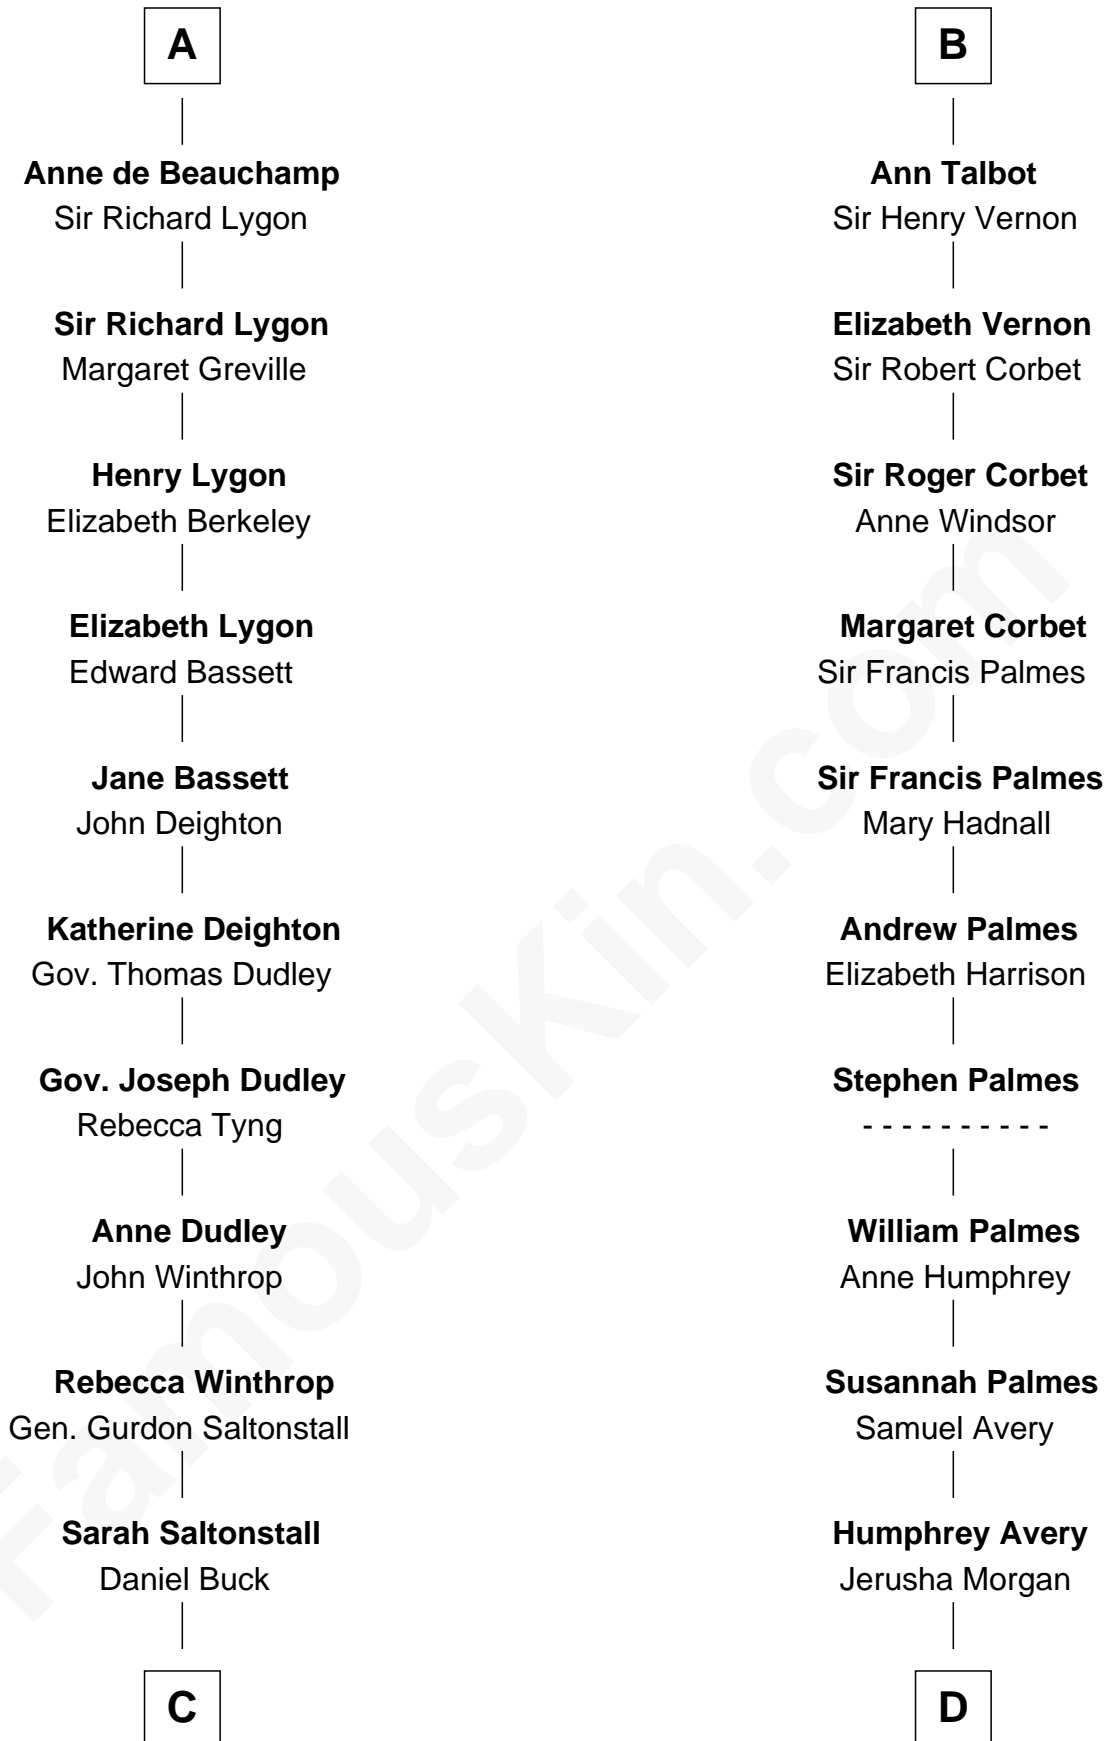 A
Anne de Beauchamp
Sir Richard Lygon
Sir Richard Lygon
Margaret Greville
Henry Lygon
Elizabeth Berkeley
Elizabeth Lygon
Edward Bassett
Jane Bassett
John Deighton
Katherine Deighton
Gov. Thomas Dudley
Gov. Joseph Dudley
Rebecca Tyng
Anne Dudley
John Winthrop
Rebecca Winthrop
Gen. Gurdon Saltonstall
Sarah Saltonstall
Daniel Buck
C
B
Ann Talbot
Sir Henry Vernon
Elizabeth Vernon
Sir Robert Corbet
Sir Roger Corbet
Anne Windsor
Margaret Corbet
Sir Francis Palmes
Sir Francis Palmes
Mary Hadnall
Andrew Palmes
Elizabeth Harrison
Stephen Palmes
- - - - - - - - - -
William Palmes
Anne Humphrey
Susannah Palmes
Samuel Avery
Humphrey Avery
Jerusha Morgan
D
FamousKin.com